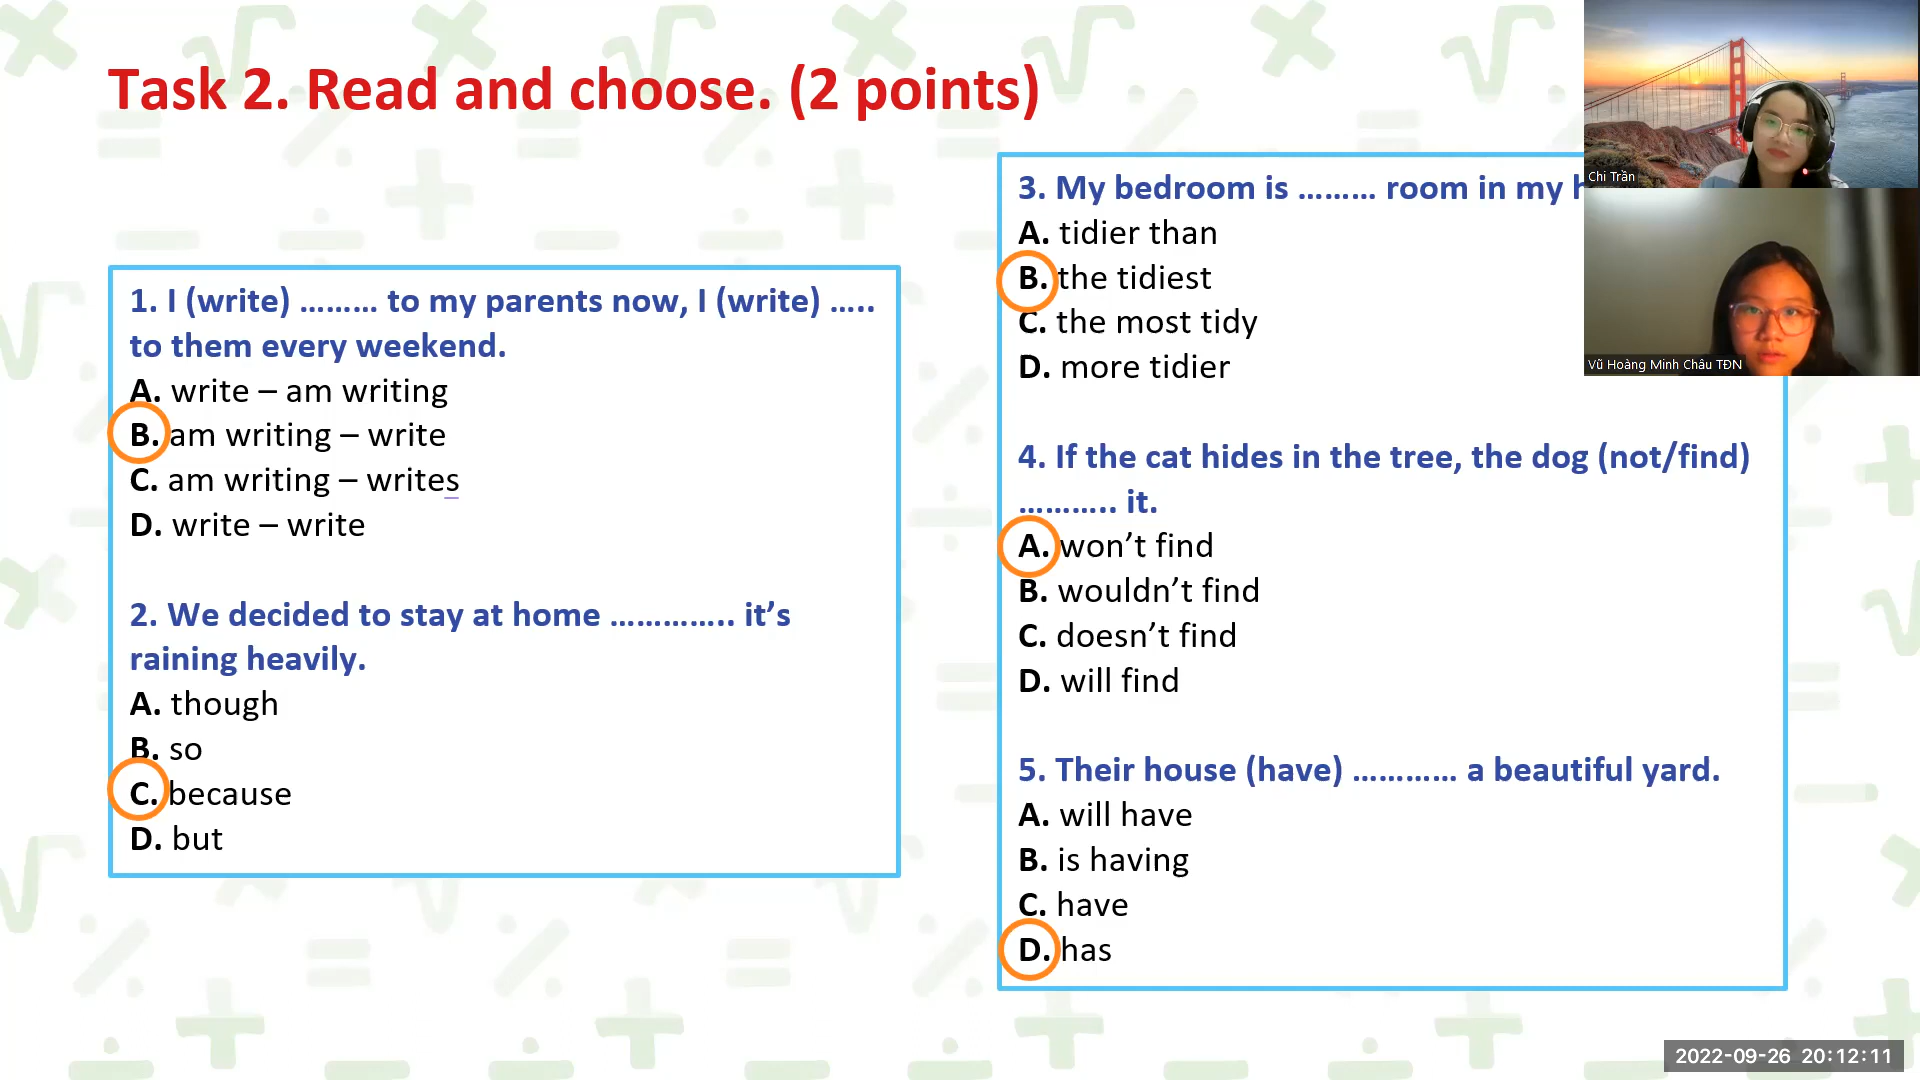 Task 2. Read and choose. (2 points)
1. I (write) ……… to my parents now, I (write) …..
to them every weekend.
A. write – am writing
B. am writing – write
C. am writing – writes
D. write – write
2. We decided to stay at home ………….. it’s
raining heavily.
A. though
B. so
C. because
D. but
3. My bedroom is ……… room in my
A. tidier than
B. the tidiest
C. the most tidy
D. more tidier
4. If the cat hides in the tree, the dog (not/find)
……….. it.
A. won’t find
B. wouldn’t find
C. doesn’t find
D. will find
5. Their house (have) ………… a beautiful yard.
A. will have
B. is having
C. have
D. has
Chi Trần
Vũ Hoàng Minh Châu TĐN
2022-09-26 20:12:11